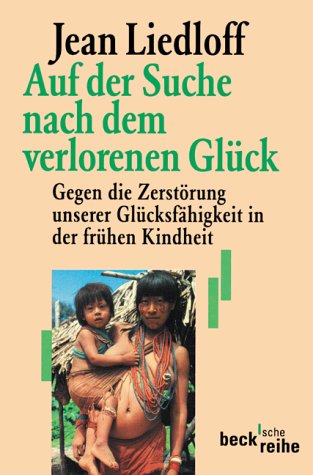 Jean Liedloff
Auf der Suche
nach dem
verlorenen Glück
Gegen die Zerstörung
unserer Glücksfähigkeit in
der frühen Kindheit
beck'sche
reihe